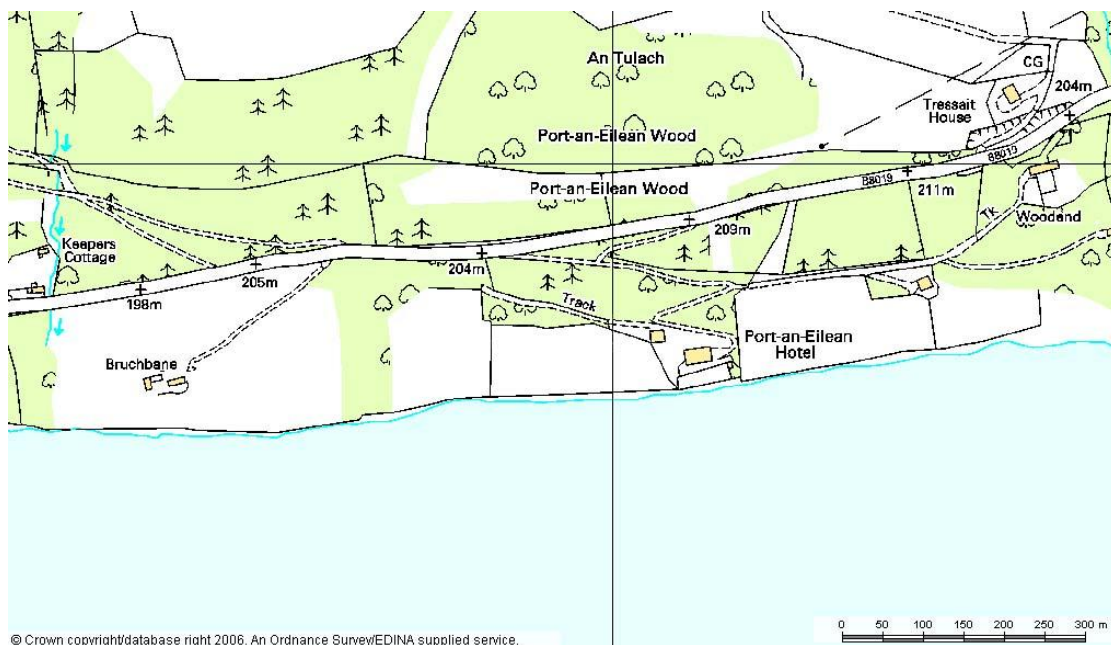 An Tulach
CG
204m
Tressait
House
Port-an-Eilean Wood
B8019
B8019
Port-an-Eilean Wood
211m
Tk
Woodend
209m
Keepers
Cottage
204m
205m
198m
Track
Bruchbane
Port-an-Eilean
Hotel
0 50 100 150 200 250 300 m
© Crown copyright/database right 2006. An Ordnance Survey/EDINA supplied service.